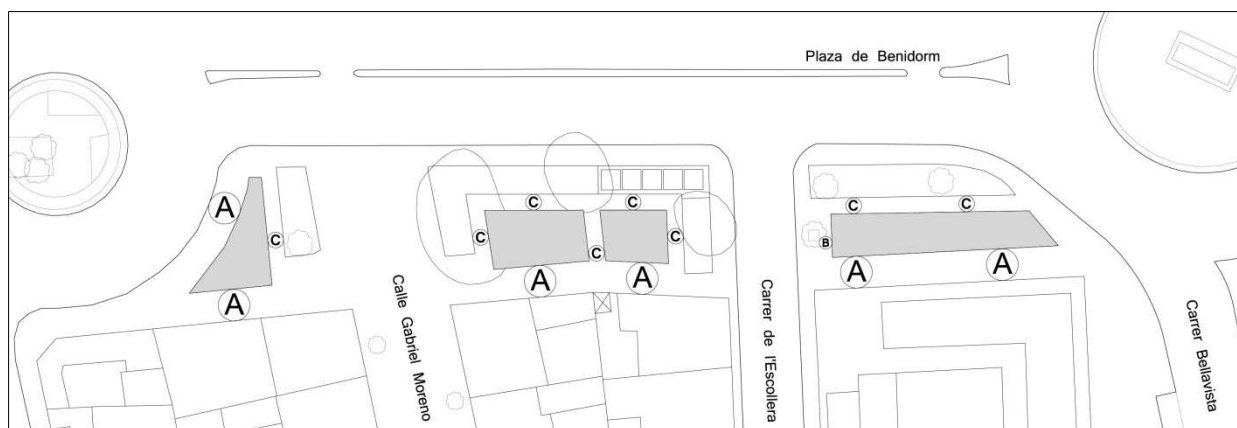 Plaza de Benidorm
A
C
A
C
C
C
C
C
A
A
C
C
B
A
A
Calle Gabriel Moreno
Carrer de l'Escollera
Carrer Bellavista